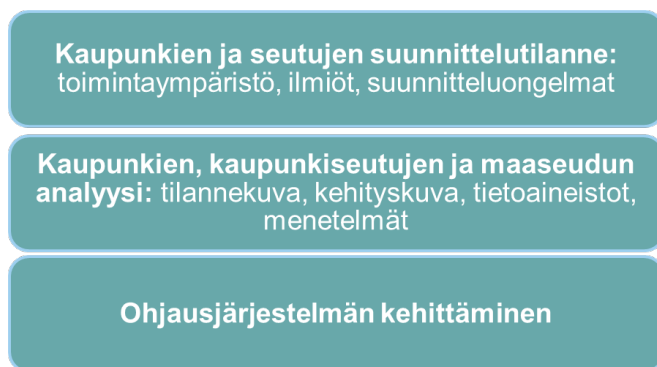 Kaupunkien ja seutujen suunnittelutilanne:
toimintaympäristö, ilmiöt, suunnitteluongelmat
Kaupunkien, kaupunkiseutujen ja maaseudun
analyysi: tilannekuva, kehityskuva, tietoaineistot,
menetelmät
Ohjausjärjestelmän kehittäminen